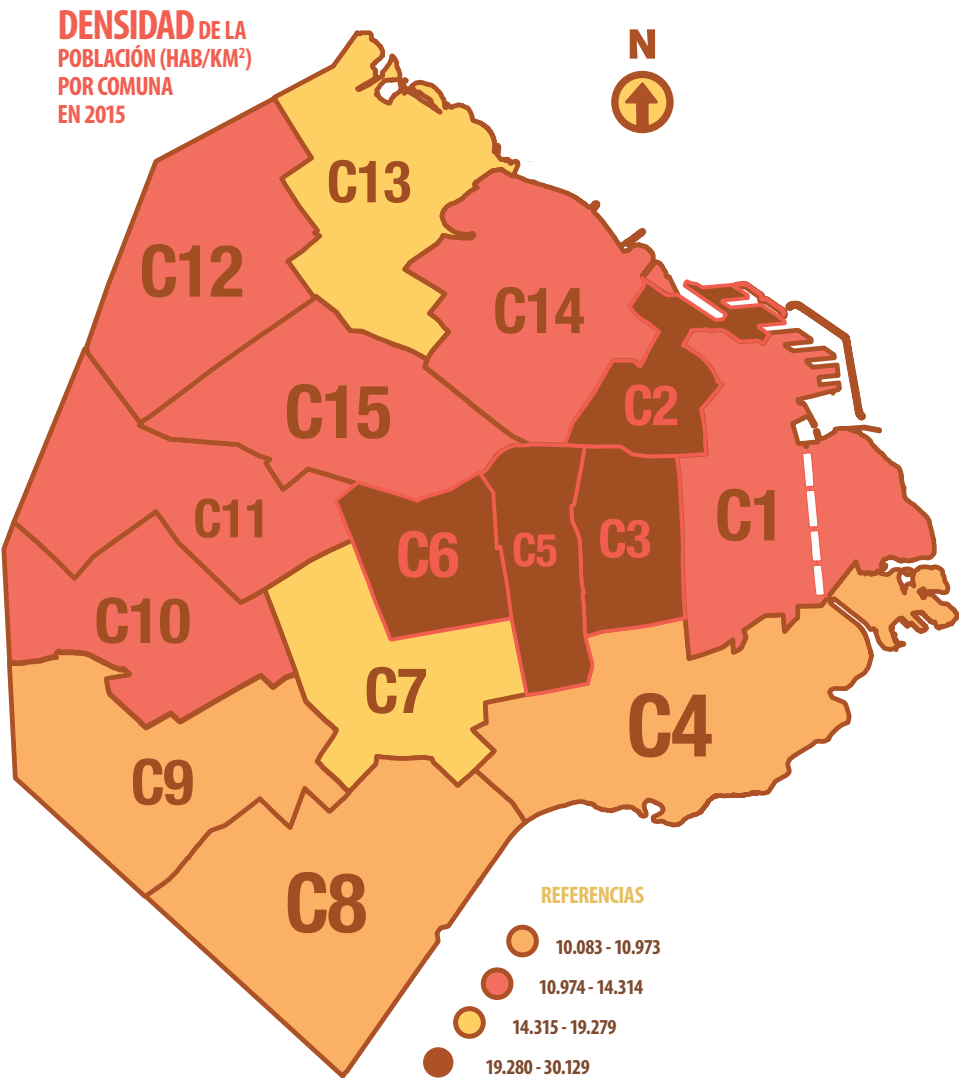 DENSIDAD DE LA
POBLACIÓN (HAB/KM²)
POR COMUNA
EN 2015
N
C13
C12
C14
C15
C2
C11
C6
C5
C3
C1
C10
C7
C4
C9
C8
REFERENCIAS
10.083 - 10.973
10.974 - 14.314
14.315 - 19.279
19.280 - 30.129